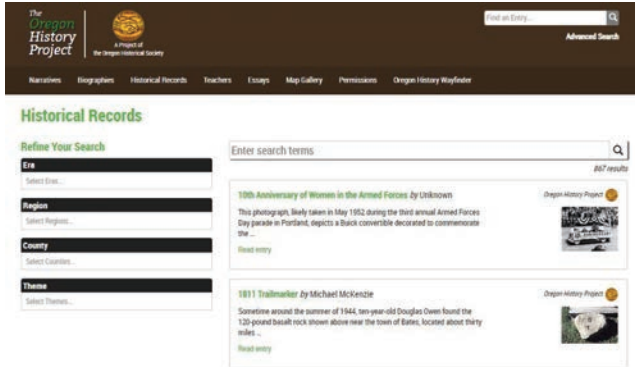 The
Oregon
History
Project
A Project of
the Oregon Historical Society
Find an Entry...
Advanced Search
Narratives Biographies Historical Records Teachers Essays Map Gallery Permissions Oregon History Wayfinder
Historical Records
Refine Your Search
Era
Select Eras...
Region
Select Regions...
County
Select Counties...
Theme
Select Themes...
Enter search terms
867 results
10th Anniversary of Women in the Armed Forces by Unknown
Oregon History Project
This photograph, likely taken in May 1952 during the third annual Armed Forces
Day parade in Portland, depicts a Buick convertible decorated to commemorate
the ...
Read entry
1811 Trailmarker by Michael McKenzie
Oregon History Project
Sometime around the summer of 1944, ten-year-old Douglas Owen found the
120-pound basalt rock shown above near the town of Bates, located about thirty
miles ...
Read entry